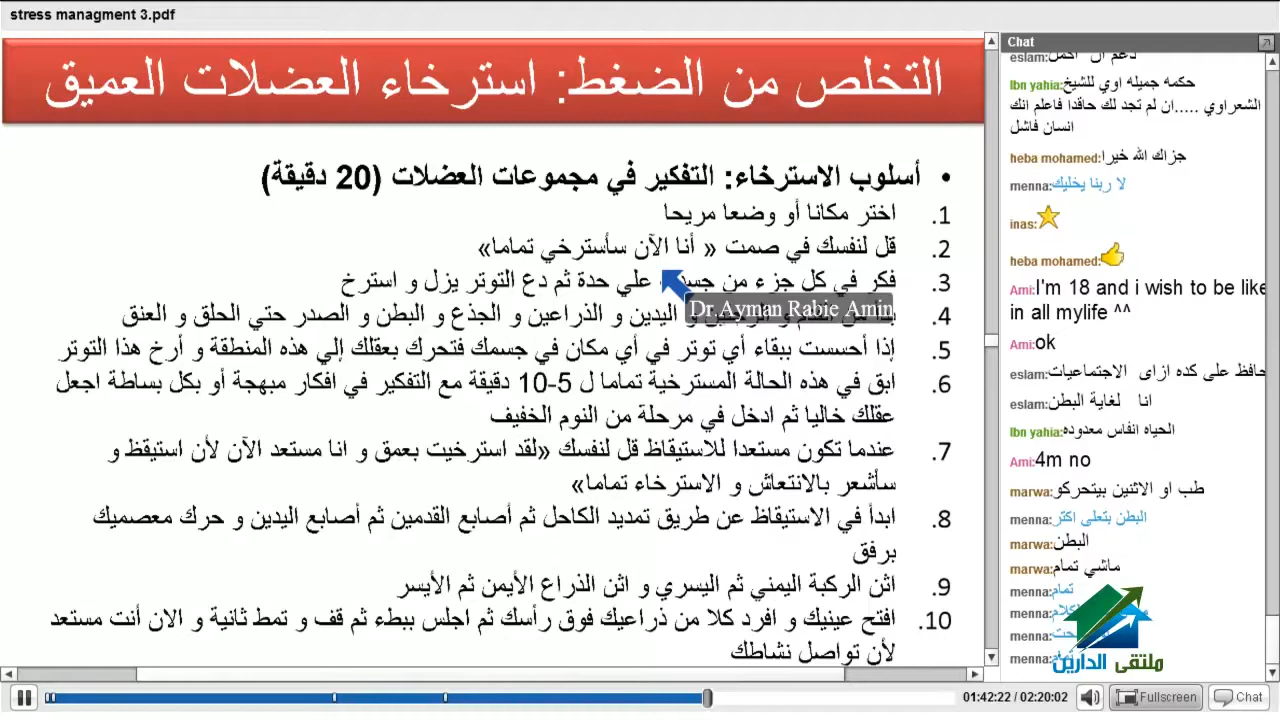 stress managment 3.pdf
التخلص من الضغط: استرخاء العضلات العميق
• أسلوب الاسترخاء: التفكير في مجموعات العضلات (20 دقيقة)
1. اختر مكانا أو وضعا مريحا
2. قل لنفسك في صمت « أنا الآن سأسترخي تماما»
3. فكر في كل جزء من علي حدة ثم دع التوتر يزل و استرخ
Dr.Ayman Rabie Amin
4. و اليدين و الذراعين و الجذع و البطن و الصدر حتي الحلق و العنق
5. إذا أحسست ببقاء أي توتر في أي مكان في جسمك فتحرك بعقلك إلي هذه المنطقة و أرخ هذا التوتر
6. ابق في هذه الحالة المسترخية تماما ل 5-10 دقيقة مع التفكير في افكار مبهجة أو بكل بساطة اجعل
عقلك خاليا ثم ادخل في مرحلة من النوم الخفيف
7. عندما تكون مستعدا للاستيقاظ قل لنفسك «لقد استرخيت بعمق و انا مستعد الآن لأن استيقظ و
سأشعر بالانتعاش و الاسترخاء تماما»
8. ابدأ في الاستيقاظ عن طريق تمديد الكاحل ثم أصابع القدمين ثم أصابع اليدين و حرك معصميك
برفق
9. اثن الركبة اليمني ثم اليسري و اثن الذراع الأيمن ثم الأيسر
10. افتح عينيك و افرد كلا من ذراعيك فوق رأسك ثم اجلس ببطء ثم قف و تمط ثانية و الان أنت مستعد
لأن تواصل نشاطك
Chat
eslam:
Ibn yahia: حكمه جميله اوي للشيخ
الشعراوي .....ان لم تجد لك حاقدا فاعلم انك
انسان فاشل
heba mohamed: جزاك الله خيرا
menna: لا ربنا يخليك
inas:
heba mohamed:
Ami: I'm 18 and i wish to be like
in all mylife ^^
Ami: ok
eslam: حافظ على كده ازاى الاجتماعيات
eslam: انا لغاية البطن
Ibn yahia: الحياه انفاس معدوده
Ami: 4m no
marwa: طب او الاتنين بيتحركو
menna: البطن بتعلى اكتر
marwa: البطن
marwa: ماشي تمام
menna: تمام
menna:
menna:
menna:
ملتقى الدارين
01:42:22 / 02:20:02
Fullscreen
Chat